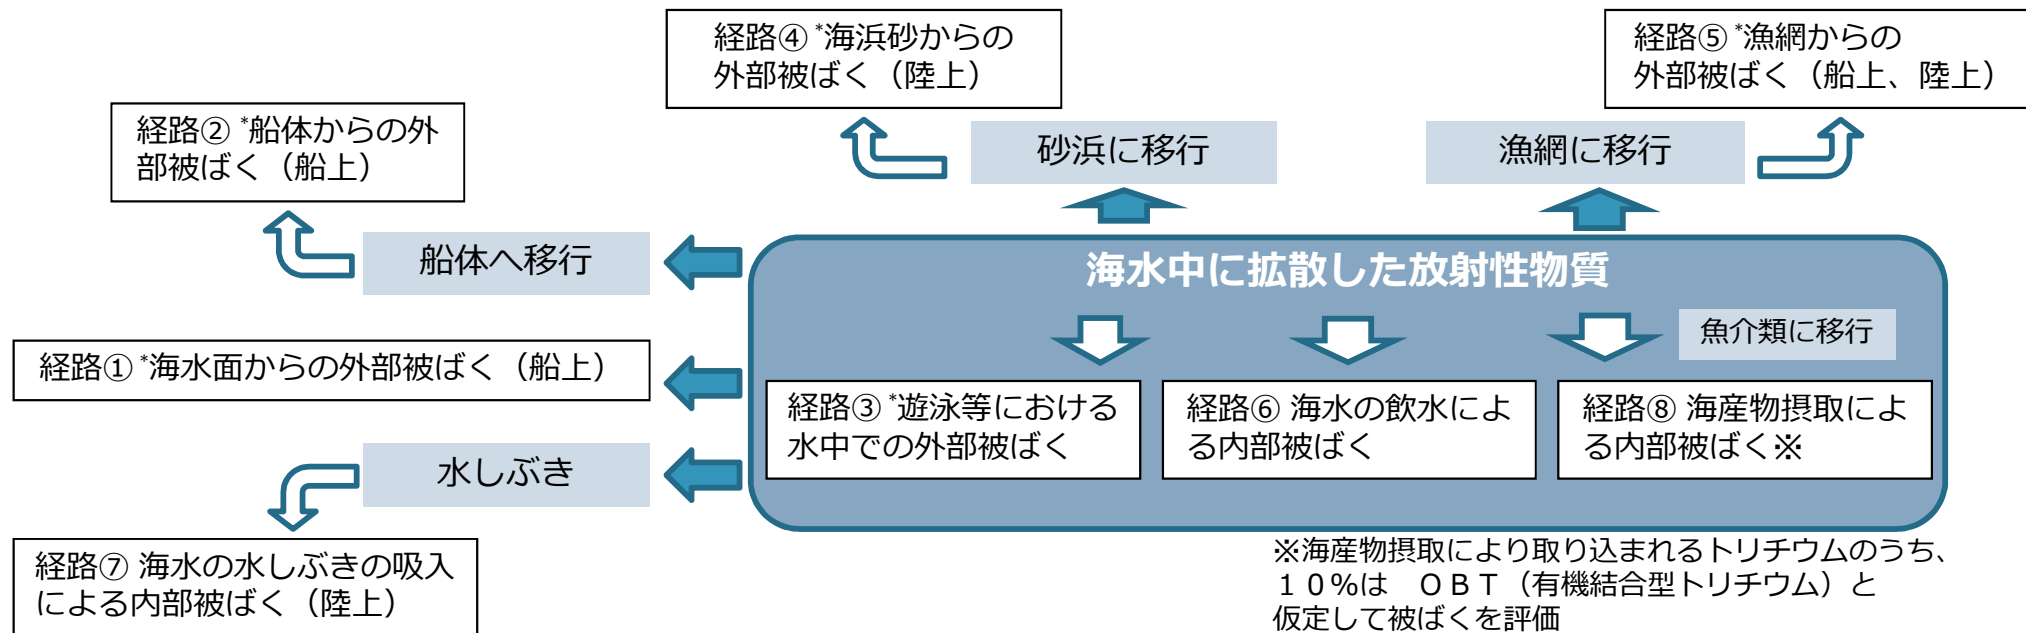 経路④ *海浜砂からの
外部被ばく（陸上）
経路⑤ *漁網からの
外部被ばく（船上、陸上）
経路② *船体からの外
部被ばく（船上）
砂浜に移行
漁網に移行
船体へ移行
海水中に拡散した放射性物質
魚介類に移行
経路① *海水面からの外部被ばく（船上）
経路③ *遊泳等における
水中での外部被ばく
経路⑥ 海水の飲水によ
る内部被ばく
経路⑧ 海産物摂取によ
る内部被ばく※
水しぶき
経路⑦ 海水の水しぶきの吸入
による内部被ばく（陸上）
※海産物摂取により取り込まれるトリチウムのうち、
１０％は　ＯＢＴ（有機結合型トリチウム）と
仮定して被ばくを評価